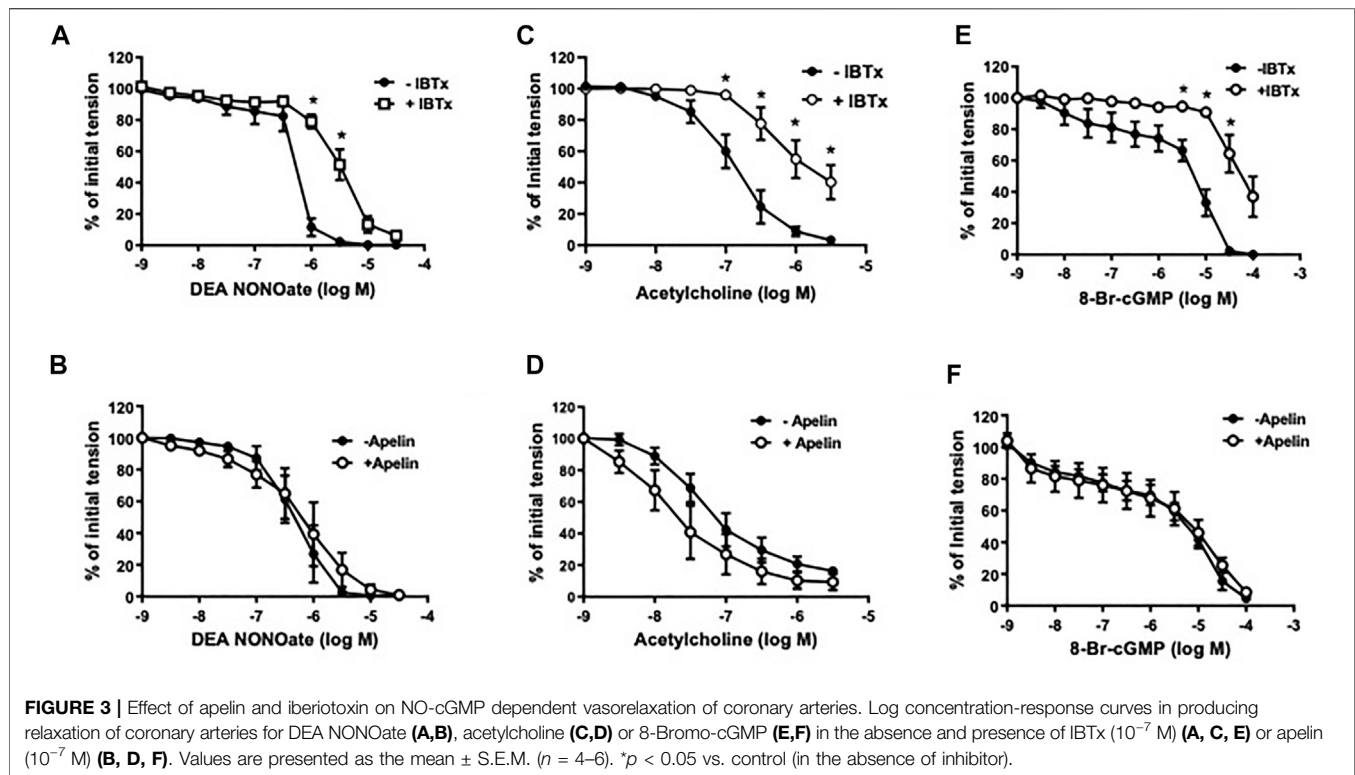 A
120
100
80
60
40
20
0
% of initial tension
-9 -8 -7 -6 -5 -4
DEA NONOate (log M)
- IBTx
+ IBTx
*
*
C
120
100
80
60
40
20
0
% of Initial tension
-9 -8 -7 -6 -5
Acetylcholine (log M)
- IBTx
+ IBTx
*
*
*
*
E
120
100
80
60
40
20
0
% of Initial tension
-9 -8 -7 -6 -5 -4 -3
8-Br-cGMP (log M)
-IBTx
+IBTx
* *
*
B
120
100
80
60
40
20
0
% of initial tension
-9 -8 -7 -6 -5 -4
DEA NONOate (log M)
-Apelin
+Apelin
D
120
100
80
60
40
20
0
% of initial tension
-9 -8 -7 -6 -5
Acetylcholine (log M)
- Apelin
+ Apelin
F
120
100
80
60
40
20
0
% of Initial tension
-9 -8 -7 -6 -5 -4 -3
8-Br-cGMP (log M)
-Apelin
+Apelin
FIGURE 3 | Effect of apelin and iberiotoxin on NO-cGMP dependent vasorelaxation of coronary arteries. Log concentration-response curves in producing
relaxation of coronary arteries for DEA NONOate (A,B), acetylcholine (C,D) or 8-Bromo-cGMP (E,F) in the absence and presence of IBTx (10⁻⁷ M) (A, C, E) or apelin
(10⁻⁷ M) (B, D, F). Values are presented as the mean ± S.E.M. (n = 4–6). *p < 0.05 vs. control (in the absence of inhibitor).